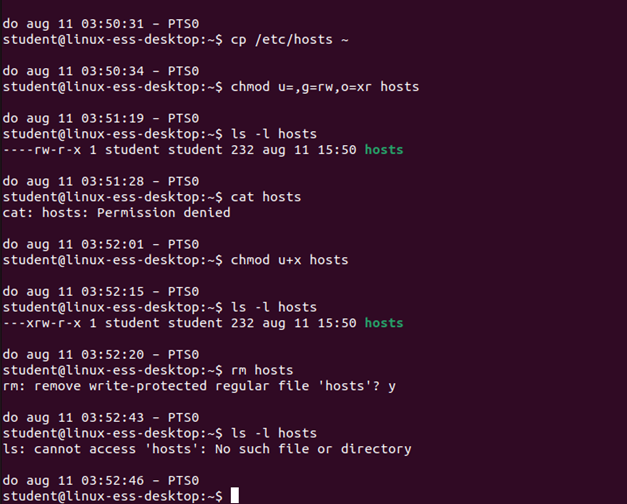 do aug 11 03:50:31 – PTS0
student@linux-ess-desktop:~$ cp /etc/hosts ~
do aug 11 03:50:34 – PTS0
student@linux-ess-desktop:~$ chmod u=,g=rw,o=xr hosts
do aug 11 03:51:19 – PTS0
student@linux-ess-desktop:~$ ls -l hosts
----rw-r-x 1 student student 232 aug 11 15:50 hosts
do aug 11 03:51:28 – PTS0
student@linux-ess-desktop:~$ cat hosts
cat: hosts: Permission denied
do aug 11 03:52:01 – PTS0
student@linux-ess-desktop:~$ chmod u+x hosts
do aug 11 03:52:15 – PTS0
student@linux-ess-desktop:~$ ls -l hosts
---xrw-r-x 1 student student 232 aug 11 15:50 hosts
do aug 11 03:52:20 – PTS0
student@linux-ess-desktop:~$ rm hosts
rm: remove write-protected regular file 'hosts'? y
do aug 11 03:52:43 – PTS0
student@linux-ess-desktop:~$ ls -l hosts
ls: cannot access 'hosts': No such file or directory
do aug 11 03:52:46 – PTS0
student@linux-ess-desktop:~$